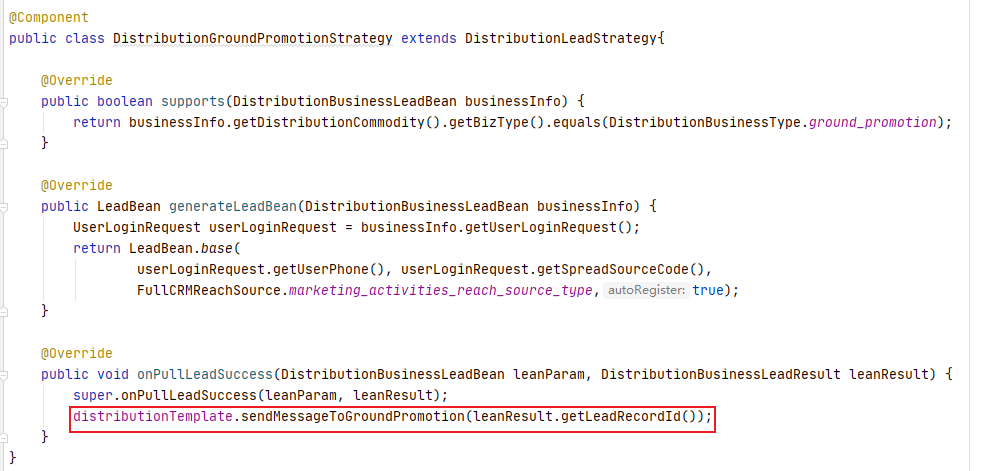 @Component
public class DistributionGroundPromotionStrategy extends DistributionLeadStrategy{
@Override
public boolean supports(DistributionBusinessLeadBean businessInfo) {
return businessInfo.getDistributionCommodity().getBizType().equals(DistributionBusinessType.ground_promotion);
}
@Override
public LeadBean generateLeadBean(DistributionBusinessLeadBean businessInfo) {
UserLoginRequest userLoginRequest = businessInfo.getUserLoginRequest();
return LeadBean.base(
userLoginRequest.getUserPhone(), userLoginRequest.getSpreadSourceCode(),
FullCRMReachSource.marketing_activities_reach_source_type, autoRegister: true);
}
@Override
public void onPullLeadSuccess(DistributionBusinessLeadBean leanParam, DistributionBusinessLeadResult leanResult) {
super.onPullLeadSuccess(leanParam, leanResult);
distributionTemplate.sendMessageToGroundPromotion(leanResult.getLeadRecordId());
}
}